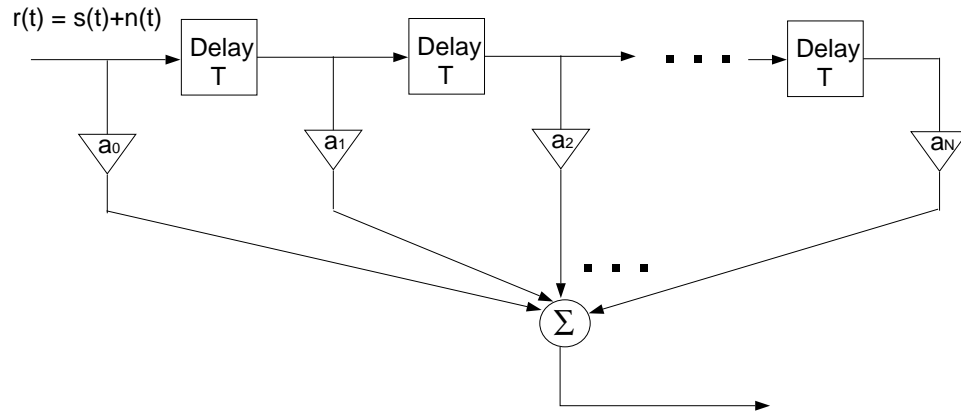 r(t) = s(t)+n(t)
Delay
T
Delay
T
Delay
T
a0
a1
a2
aN
Σ